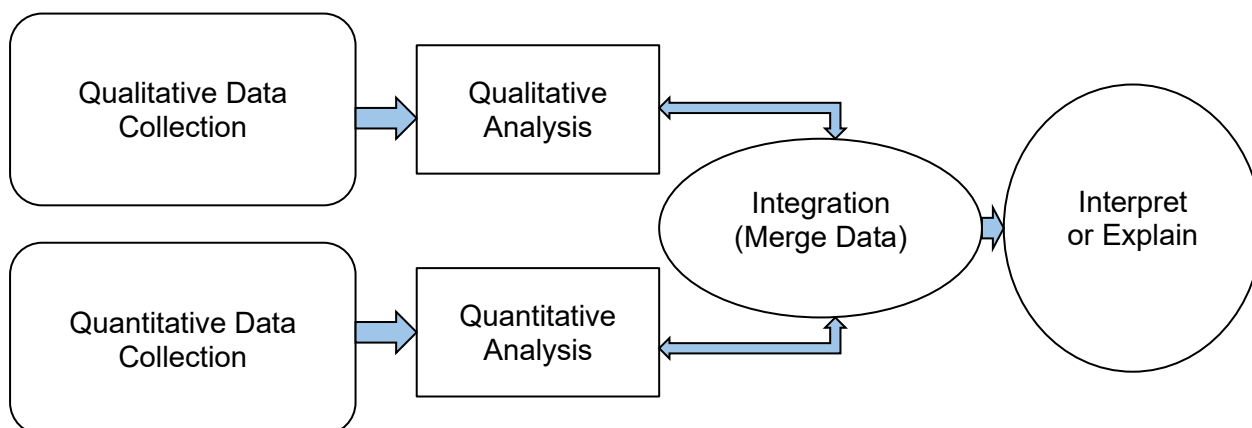 Qualitative Data
Collection
Qualitative
Analysis
Integration
(Merge Data)
Interpret
or Explain
Quantitative Data
Collection
Quantitative
Analysis